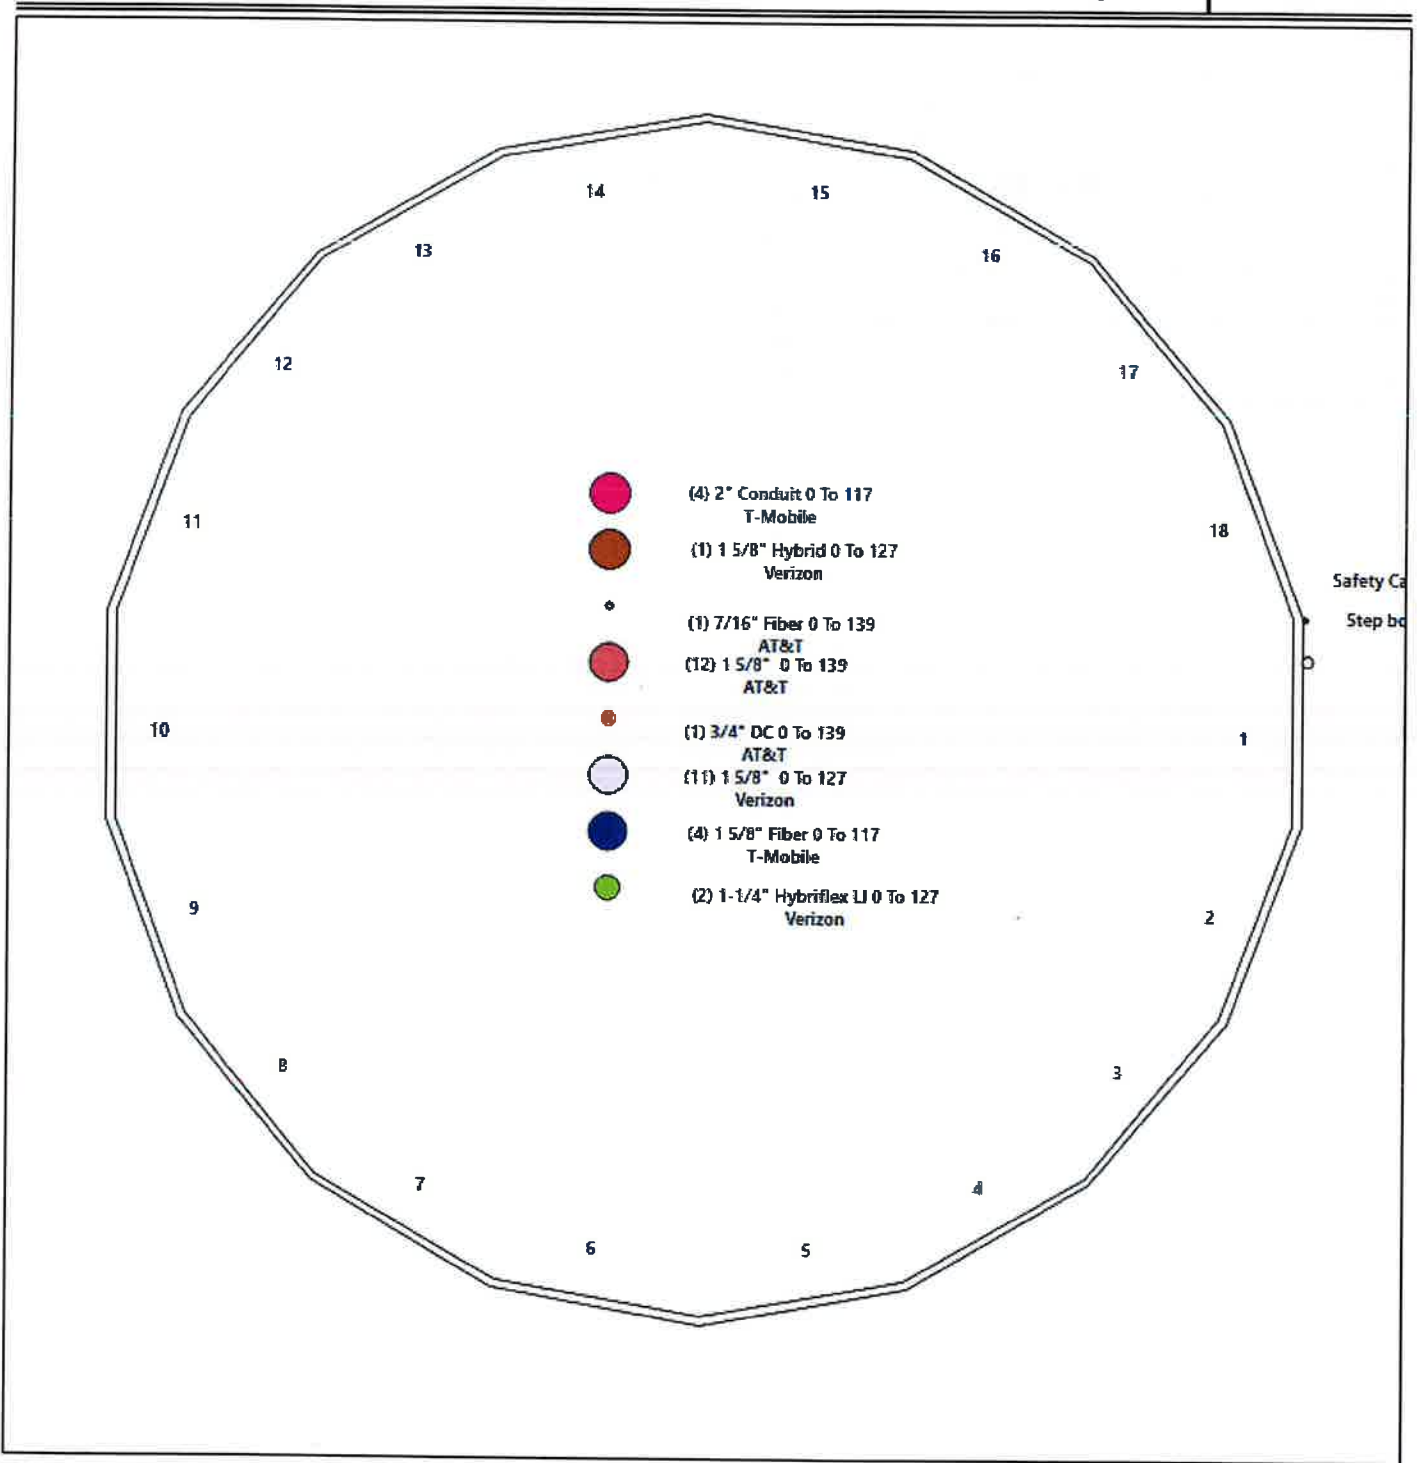 14
15
13
16
12
17
(4) 2" Conduit 0 To 117
T-Mobile
11
18
(1) 1 5/8" Hybrid 0 To 127
Verizon
Safety Ca
Step bo
(1) 7/16" Fiber 0 To 139
AT&T
(12) 1 5/8" 0 To 139
AT&T
10
1
(1) 3/4" DC 0 To 139
AT&T
(11) 1 5/8" 0 To 127
Verizon
(4) 1 5/8" Fiber 0 To 117
T-Mobile
(2) 1-1/4" Hybriflex LI 0 To 127
Verizon
9
2
8
3
7
4
6
5